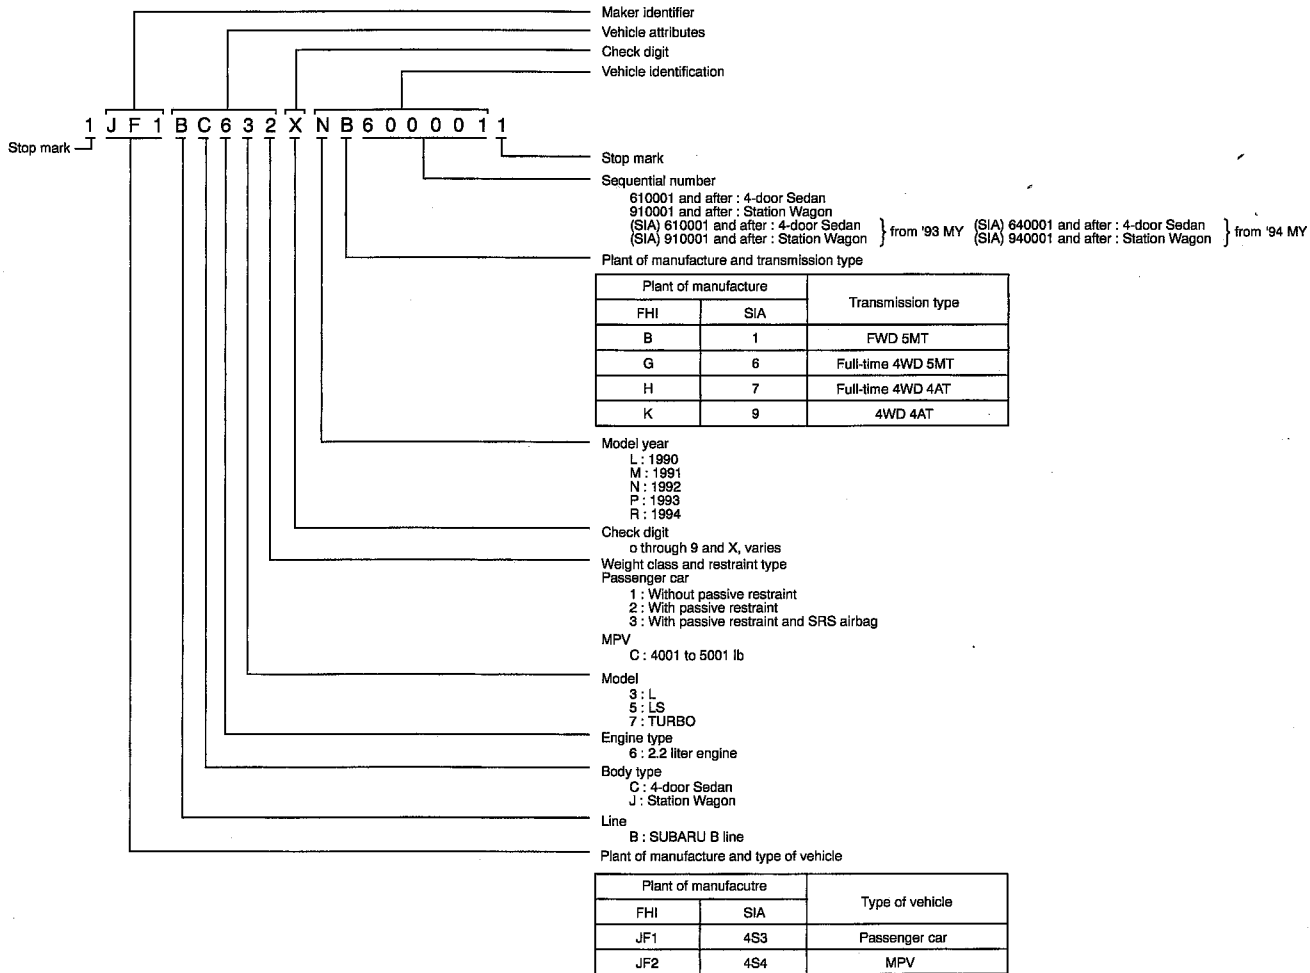 Maker identifier
Vehicle attributes
Check digit
Vehicle identification
1 J F 1 B C 6 3 2 X N B 6 0 0 0 0 1 1
Stop mark
Stop mark
Sequential number
610001 and after : 4-door Sedan
910001 and after : Station Wagon
(SIA) 610001 and after : 4-door Sedan
(SIA) 910001 and after : Station Wagon
from '93 MY
(SIA) 640001 and after : 4-door Sedan
(SIA) 940001 and after : Station Wagon
from '94 MY
Plant of manufacture and transmission type
Plant of manufacture Transmission type
FHI SIA
B 1 FWD 5MT
G 6 Full-time 4WD 5MT
H 7 Full-time 4WD 4AT
K 9 4WD 4AT
Model year
L : 1990
M : 1991
N : 1992
P : 1993
R : 1994
Check digit
o through 9 and X, varies
Weight class and restraint type
Passenger car
1 : Without passive restraint
2 : With passive restraint
3 : With passive restraint and SRS airbag
MPV
C : 4001 to 5001 lb
Model
3 : L
5 : LS
7 : TURBO
Engine type
6 : 2.2 liter engine
Body type
C : 4-door Sedan
J : Station Wagon
Line
B : SUBARU B line
Plant of manufacture and type of vehicle
Plant of manufacutre Type of vehicle
FHI SIA
JF1 4S3 Passenger car
JF2 4S4 MPV